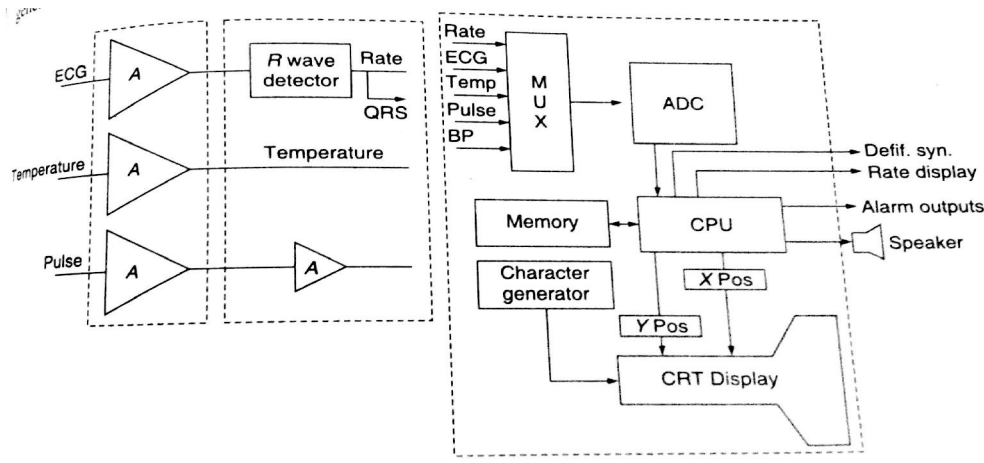 ECG
A
R wave
detector
Rate
QRS
Temperature
A
Temperature
Pulse
A
A
Rate
ECG
Temp
Pulse
BP
M
U
X
ADC
Defif. syn.
Rate display
Alarm outputs
Speaker
Memory
CPU
Character
generator
X Pos
Y Pos
CRT Display